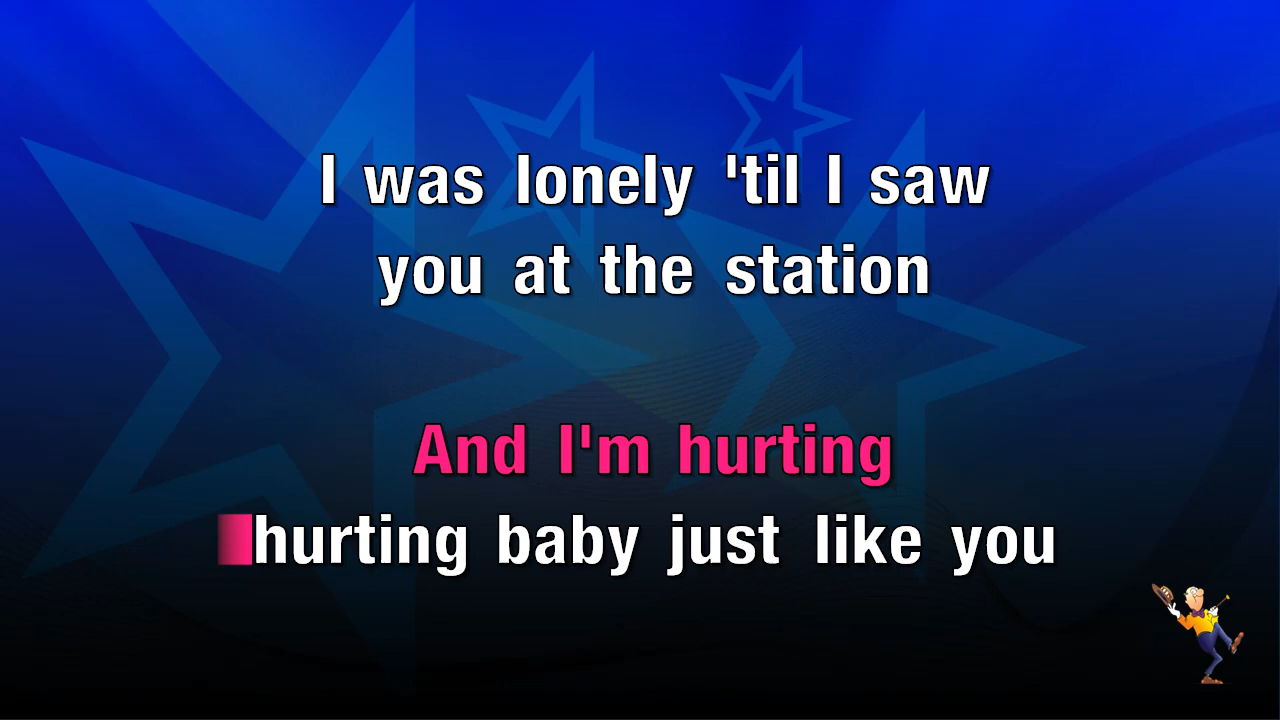 I was lonely 'til I saw
you at the station
And I'm hurting
hurting baby just like you